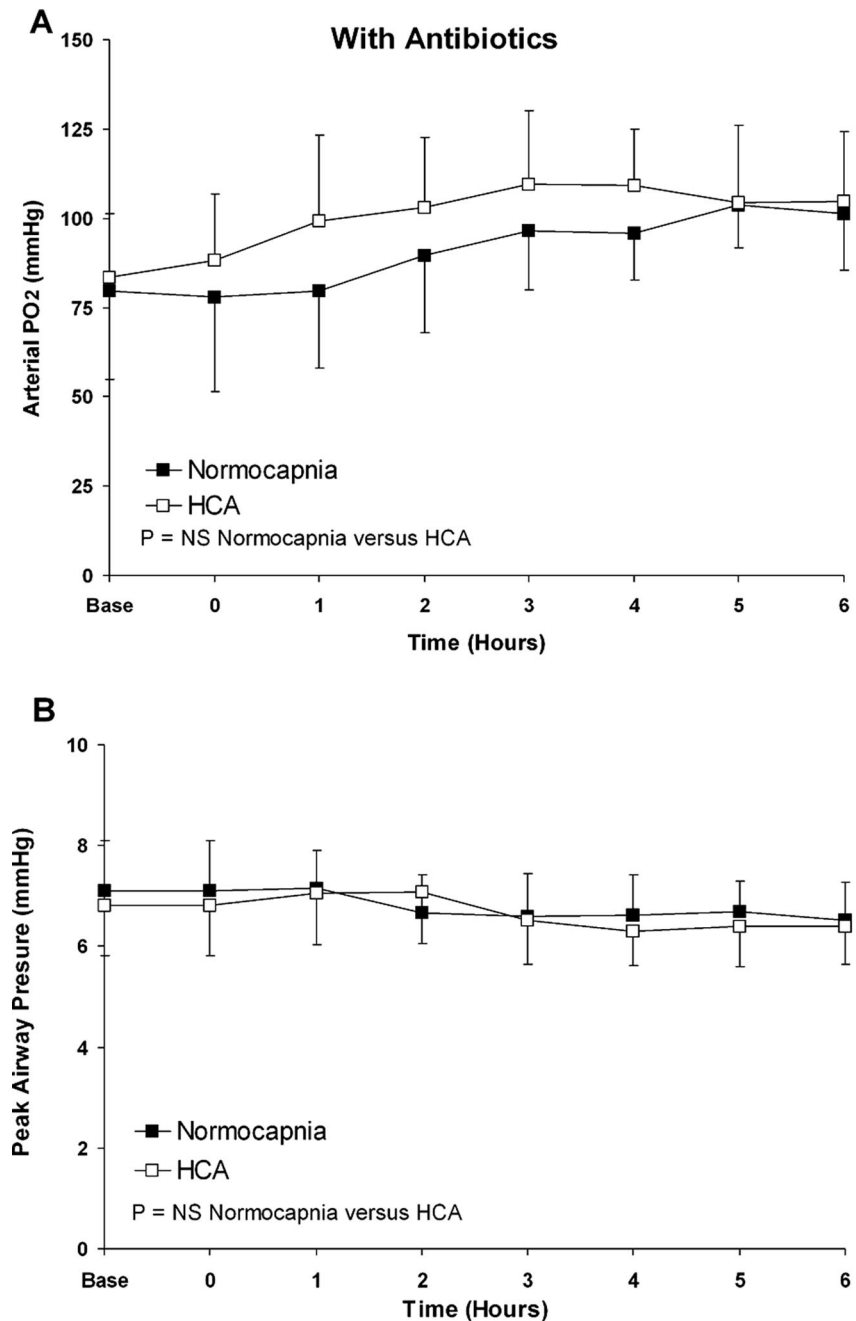 A
With Antibiotics
150
125
100
75
50
25
0
Arterial PO2 (mmHg)
Normocapnia
HCA
P = NS Normocapnia versus HCA
Base 0 1 2 3 4 5 6
Time (Hours)
B
10
8
6
4
2
0
Peak Airway Presure (mmHg)
Normocapnia
HCA
P = NS Normocapnia versus HCA
Base 0 1 2 3 4 5 6
Time (Hours)